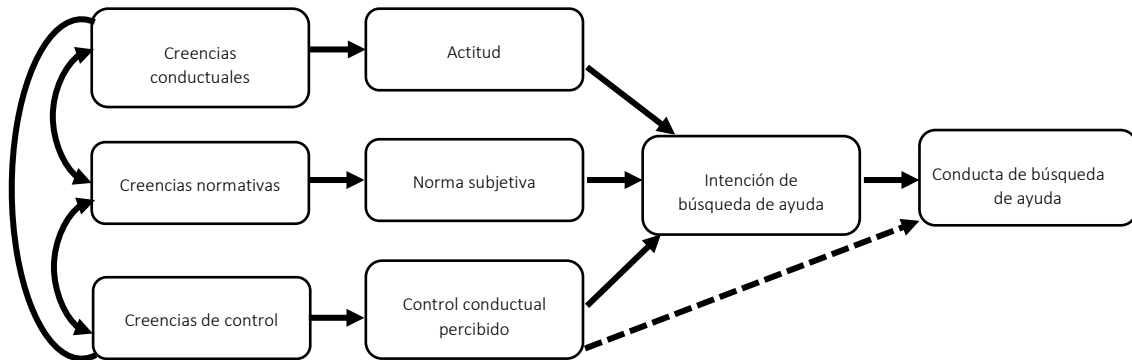 Creencias
conductuales
Actitud
Creencias normativas
Norma subjetiva
Intención de
búsqueda de ayuda
Conducta de búsqueda
de ayuda
Creencias de control
Control conductual
percibido